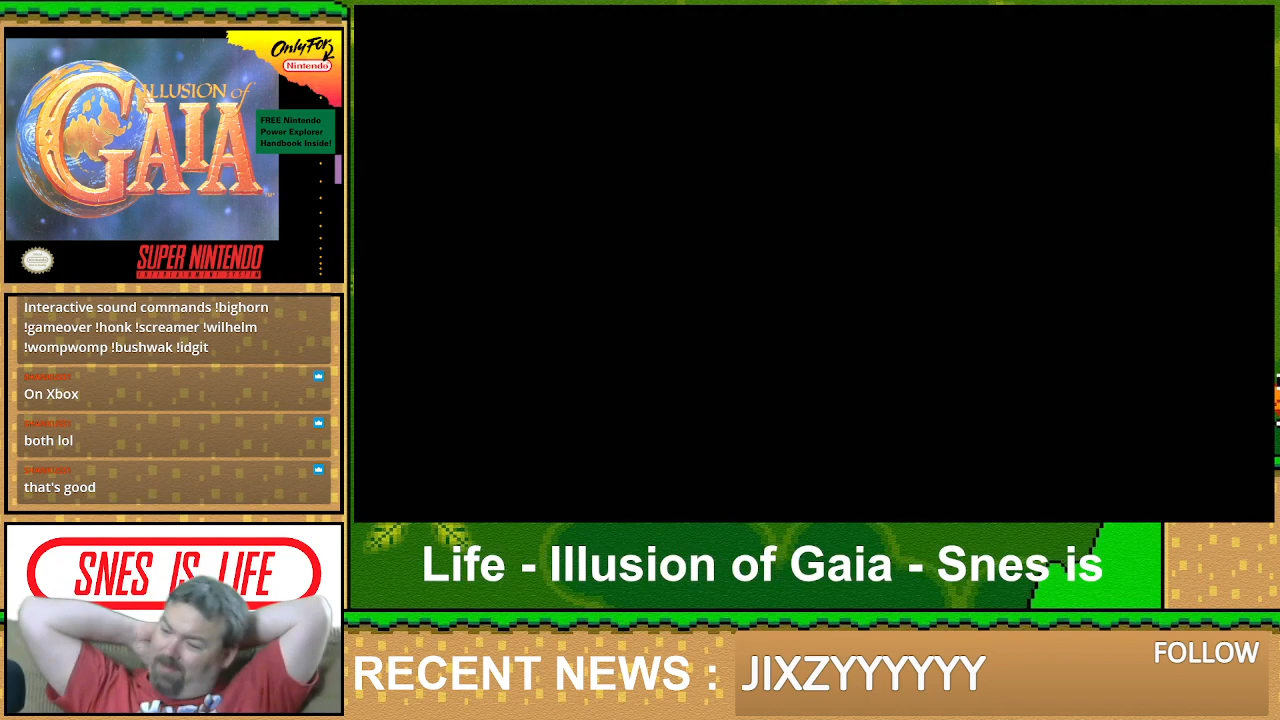 OnlyFor
Nintendo
ILLUSION of
GAIA
TM
FREE Nintendo
Power Explorer
Handbook Inside!
SUPER NINTENDO
ENTERTAINMENT SYSTEM
Interactive sound commands !bighorn
!gameover !honk !screamer !wilhelm
!wompwomp !bushwak !idgit
On Xbox
both lol
that's good
SNES IS LIFE
Life - Illusion of Gaia - Snes is
RECENT NEWS :
JIXZYYYYYY
FOLLOW